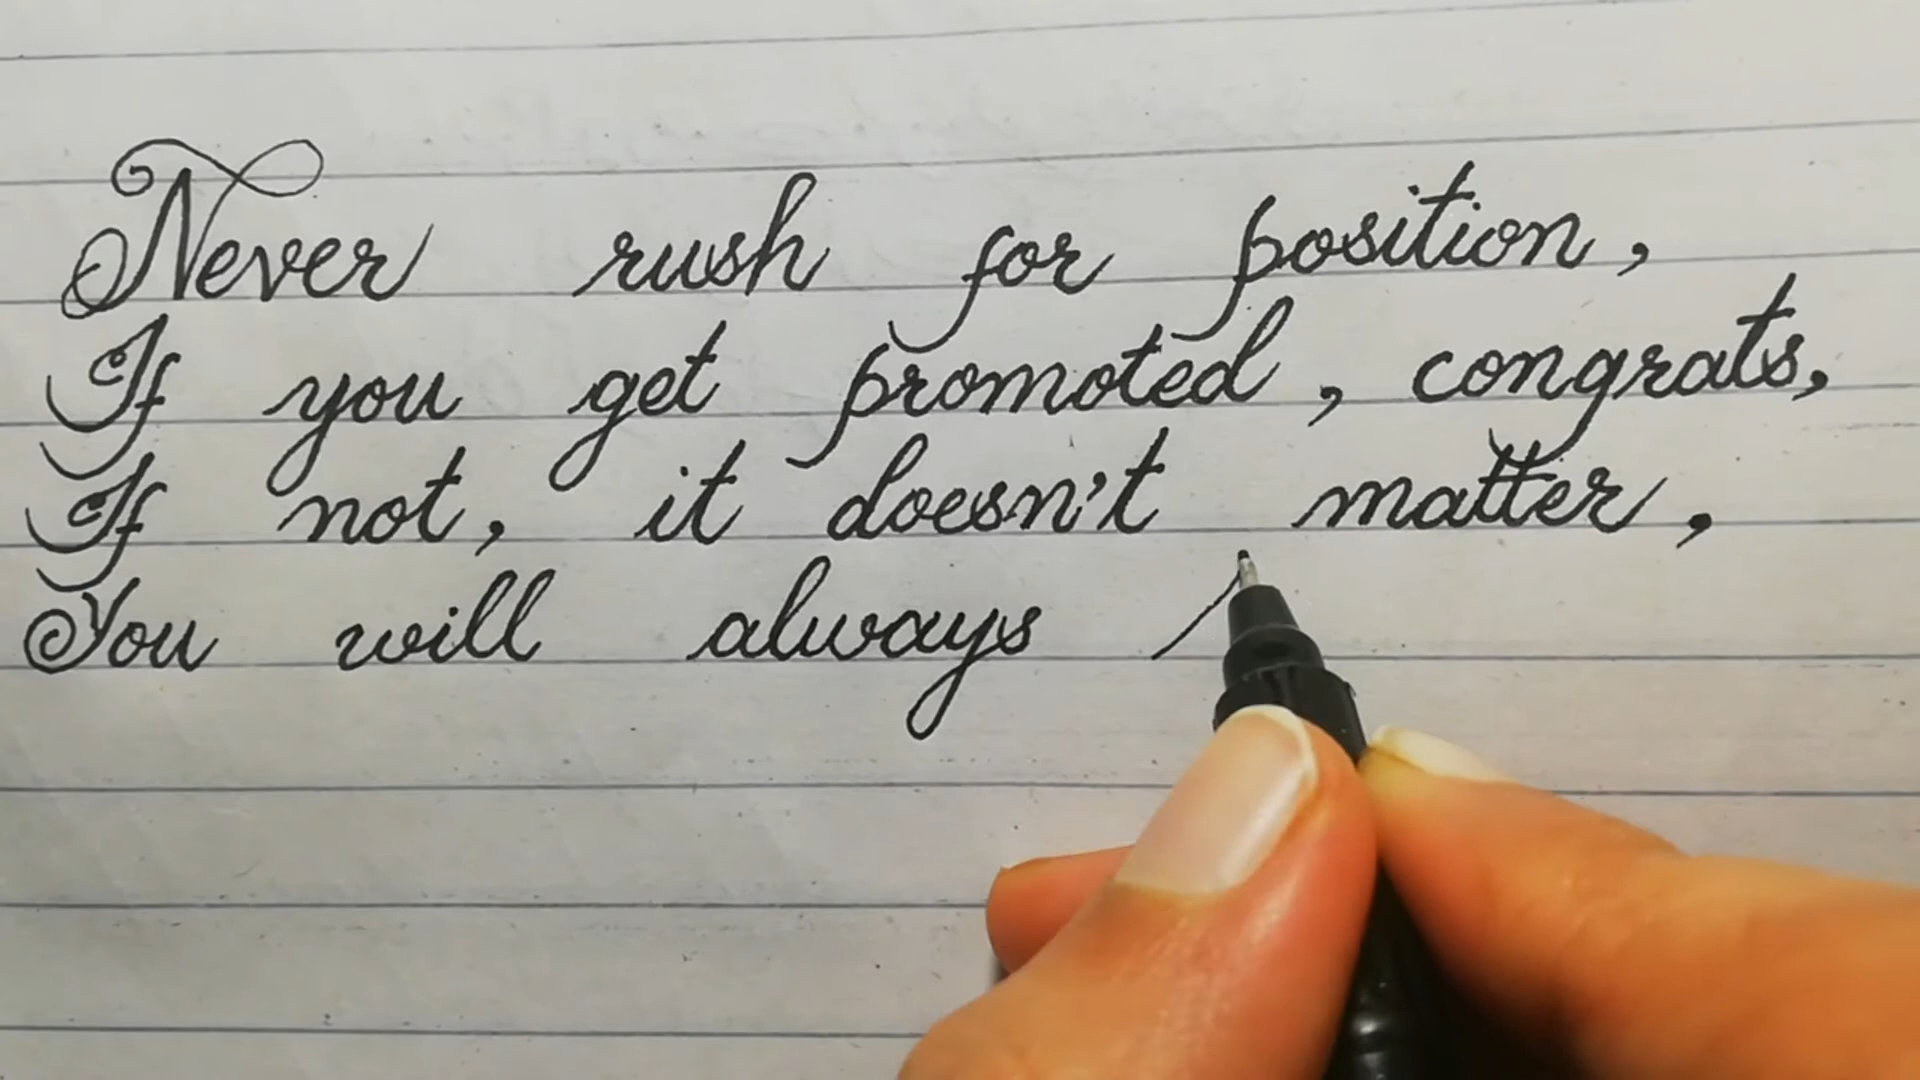 Never rush for position,
If you get promoted, congrats,
If not, it doesn't matter,
You will always